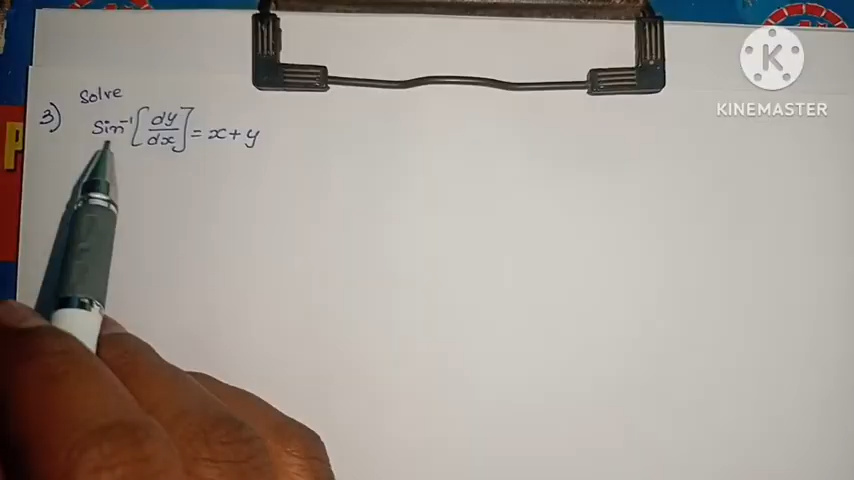 Solve
3) Sin⁻¹ [dy/dx] = x + y
K
KINEMASTER